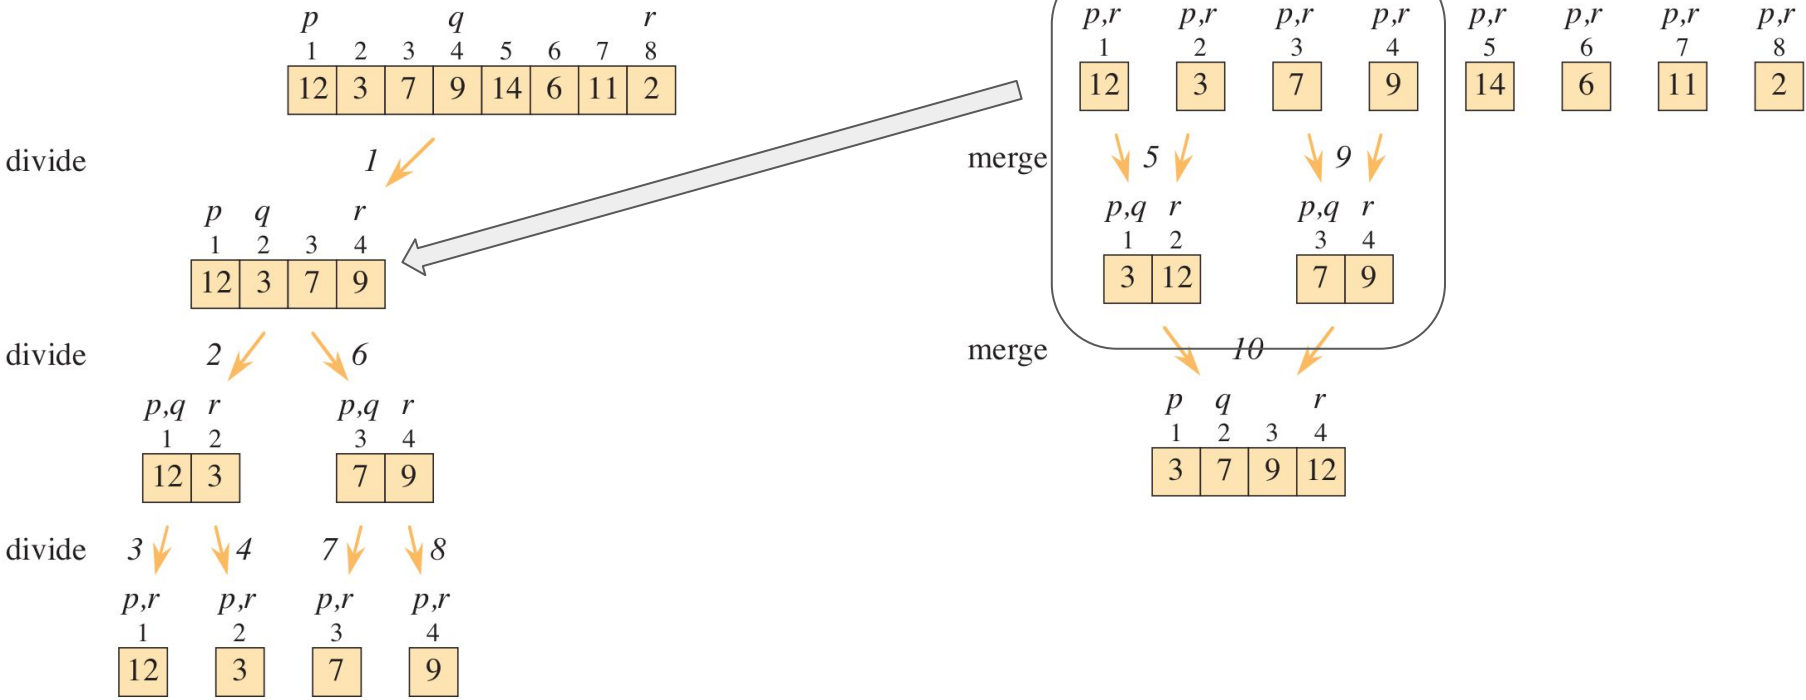 p q r
1 2 3 4 5 6 7 8
12 3 7 9 14 6 11 2
divide 1
p q r
1 2 3 4
12 3 7 9
divide 2 6
p,q r p,q r
1 2 3 4
12 3 7 9
divide 3 4 7 8
p,r p,r p,r p,r
1 2 3 4
12 3 7 9
p,r p,r p,r p,r p,r p,r p,r p,r
1 2 3 4 5 6 7 8
12 3 7 9 14 6 11 2
merge 5 9
p,q r p,q r
1 2 3 4
3 12 7 9
merge 10
p q r
1 2 3 4
3 7 9 12